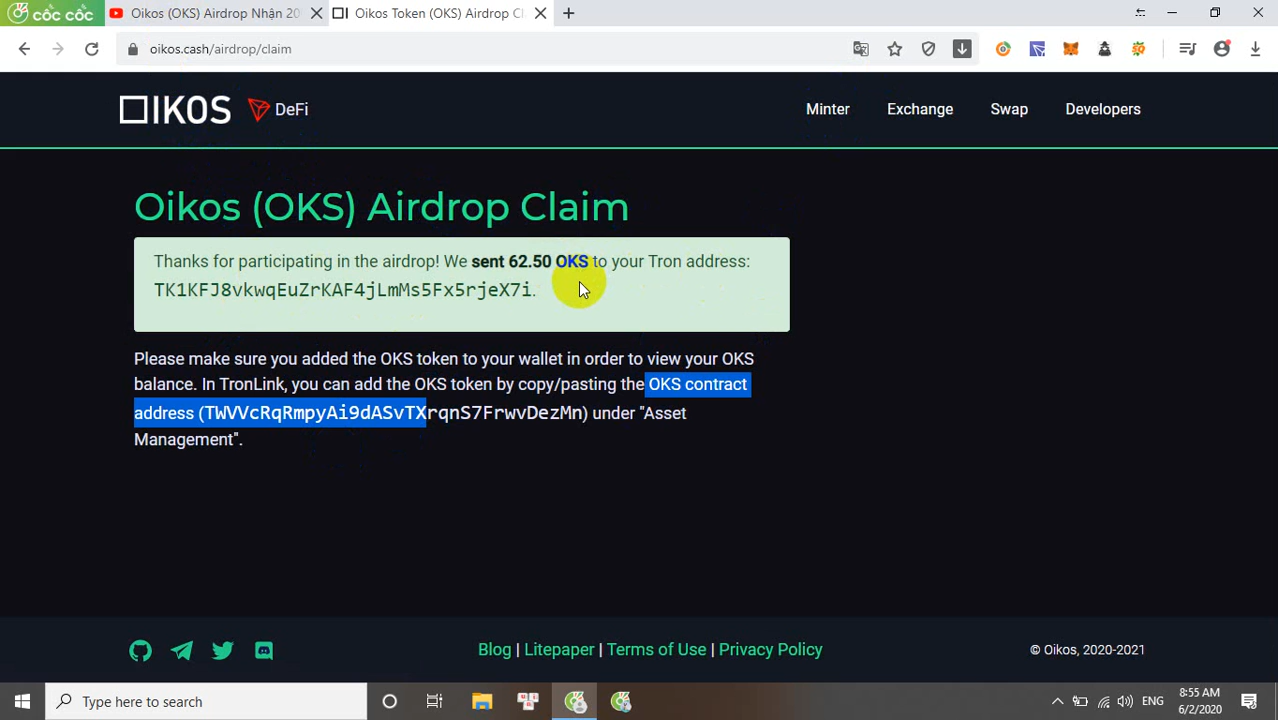 cốc cốc
Oikos (OKS) Airdrop Nhận 20
Oikos Token (OKS) Airdrop Cl
oikos.cash/airdrop/claim
OIKOS DeFi
Minter Exchange Swap Developers
Oikos (OKS) Airdrop Claim
Thanks for participating in the airdrop! We sent 62.50 OKS to your Tron address:
TK1KFJ8vkwqEuZrKAF4jLmMs5Fx5rjeX7i.
Please make sure you added the OKS token to your wallet in order to view your OKS
balance. In TronLink, you can add the OKS token by copy/pasting the OKS contract
address (TWVVcRqRmpyAi9dASvTXrqnS7FrwvDezMn) under "Asset
Management".
Blog | Litepaper | Terms of Use | Privacy Policy
© Oikos, 2020-2021
Type here to search
ENG
8:55 AM
6/2/2020